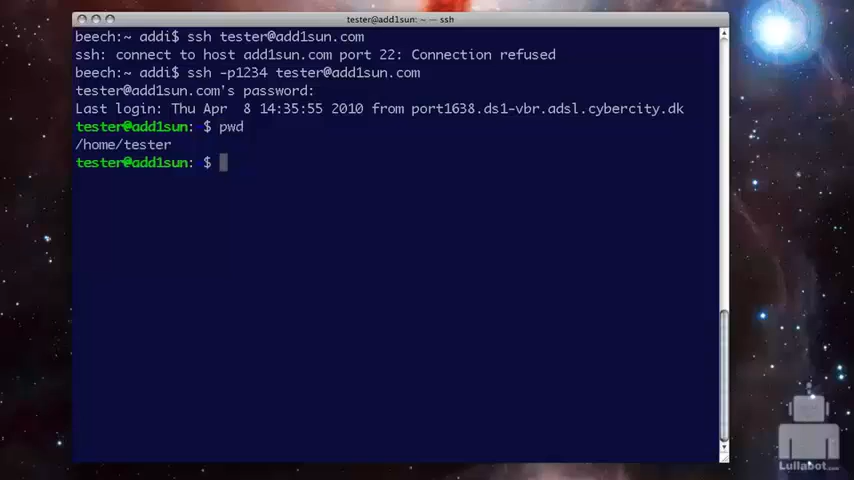 tester@add1sun: ~ — ssh
beech:~ addi$ ssh tester@add1sun.com
ssh: connect to host add1sun.com port 22: Connection refused
beech:~ addi$ ssh -p1234 tester@add1sun.com
tester@add1sun.com's password:
Last login: Thu Apr  8 14:35:55 2010 from port1638.ds1-vbr.adsl.cybercity.dk
tester@add1sun: ~$ pwd
/home/tester
tester@add1sun: ~$
Lullabot.com